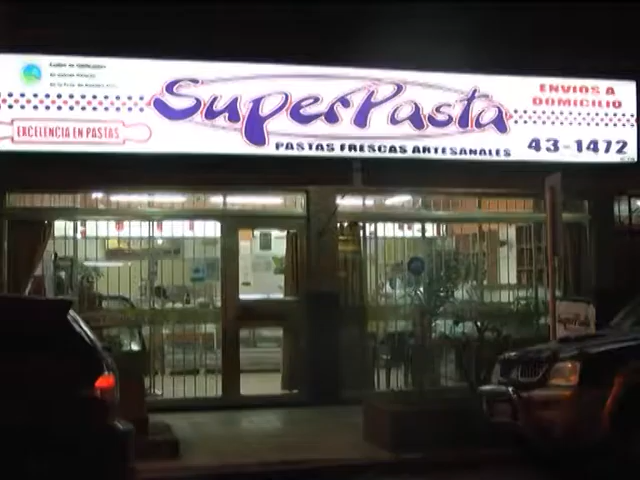 SuperPasta
ENVIOS A
DOMICILIO
EXCELENCIA EN PASTAS
PASTAS FRESCAS ARTESANALES
43-1472
SuperPasta